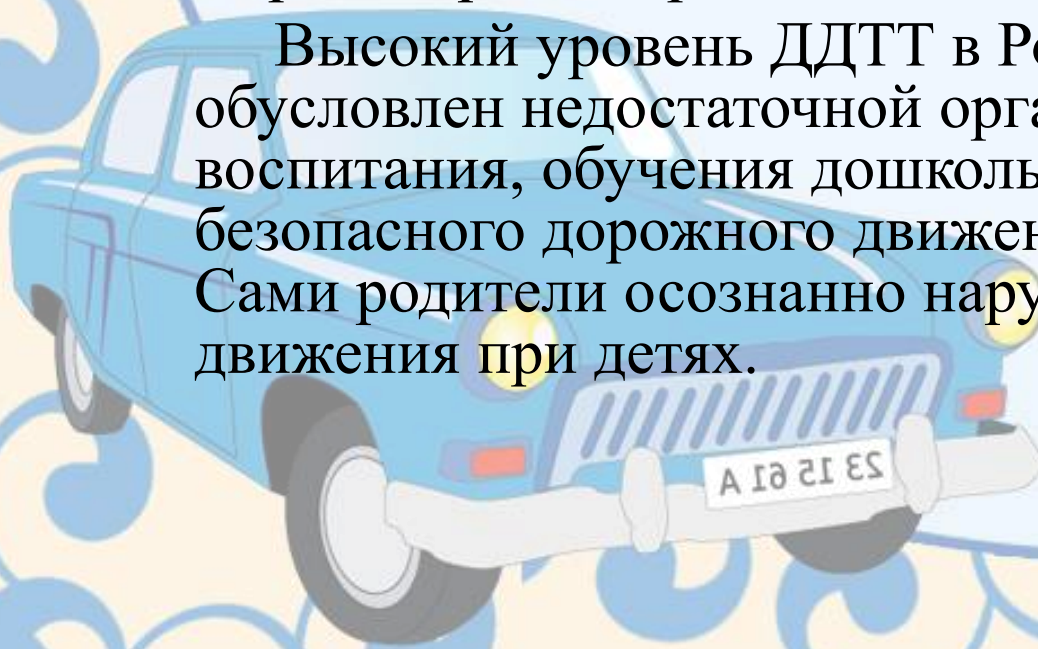 Высокий уровень ДДТТ в Ро
обусловлен недостаточной орга
воспитания, обучения дошколь
безопасного дорожного движен
Сами родители осознанно нару
движения при детях.
23 15 61 A